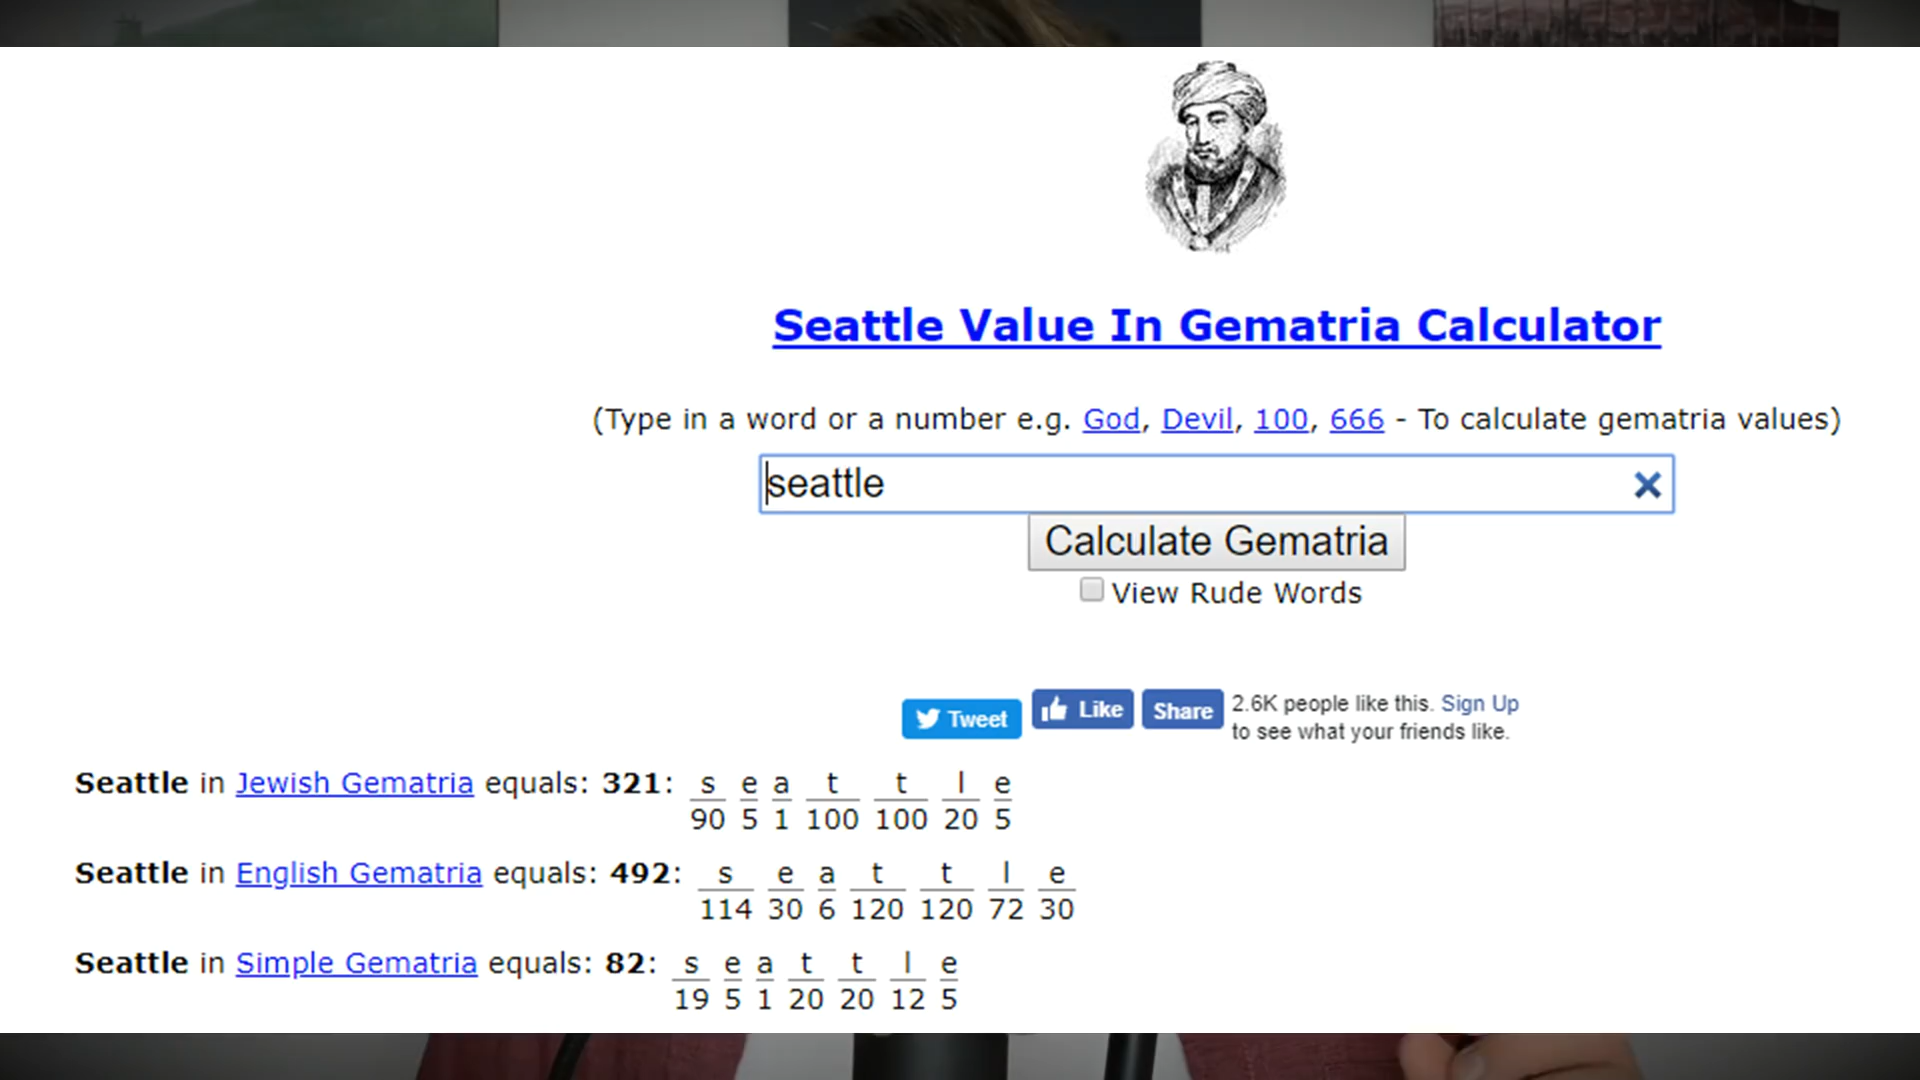 Seattle Value In Gematria Calculator
(Type in a word or a number e.g. God, Devil, 100, 666 - To calculate gematria values)
seattle
Calculate Gematria
View Rude Words
Tweet Like Share 2.6K people like this. Sign Up
to see what your friends like.
Seattle in Jewish Gematria equals: 321: s e a t t l e
90 5 1 100 100 20 5
Seattle in English Gematria equals: 492: s e a t t l e
114 30 6 120 120 72 30
Seattle in Simple Gematria equals: 82: s e a t t l e
19 5 1 20 20 12 5